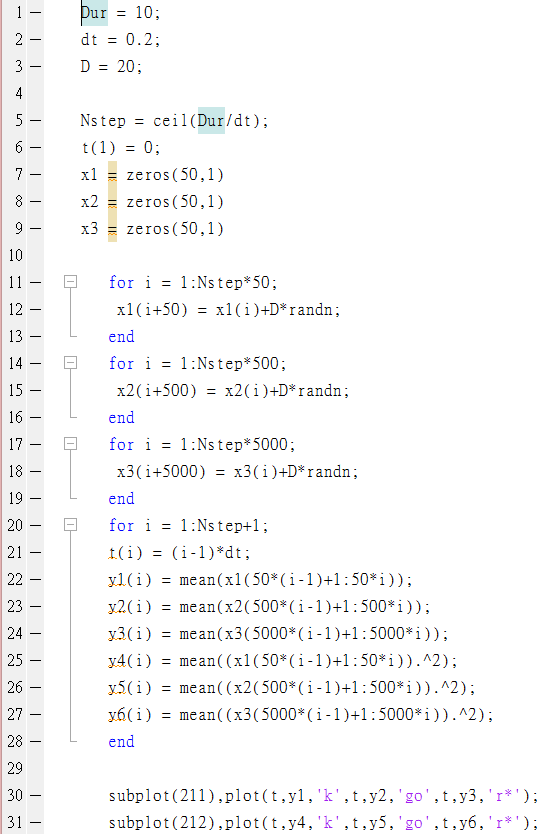 1 — Dur = 10;
2 — dt = 0.2;
3 — D = 20;
4
5 — Nstep = ceil(Dur/dt);
6 — t(1) = 0;
7 — x1 = zeros(50,1)
8 — x2 = zeros(50,1)
9 — x3 = zeros(50,1)
10
11 — for i = 1:Nstep*50;
12 — x1(i+50) = x1(i)+D*randn;
13 — end
14 — for i = 1:Nstep*500;
15 — x2(i+500) = x2(i)+D*randn;
16 — end
17 — for i = 1:Nstep*5000;
18 — x3(i+5000) = x3(i)+D*randn;
19 — end
20 — for i = 1:Nstep+1;
21 — t(i) = (i-1)*dt;
22 — y1(i) = mean(x1(50*(i-1)+1:50*i));
23 — y2(i) = mean(x2(500*(i-1)+1:500*i));
24 — y3(i) = mean(x3(5000*(i-1)+1:5000*i));
25 — y4(i) = mean((x1(50*(i-1)+1:50*i)).^2);
26 — y5(i) = mean((x2(500*(i-1)+1:500*i)).^2);
27 — y6(i) = mean((x3(5000*(i-1)+1:5000*i)).^2);
28 — end
29
30 — subplot(211),plot(t,y1,'k',t,y2,'go',t,y3,'r*');
31 — subplot(212),plot(t,y4,'k',t,y5,'go',t,y6,'r*');